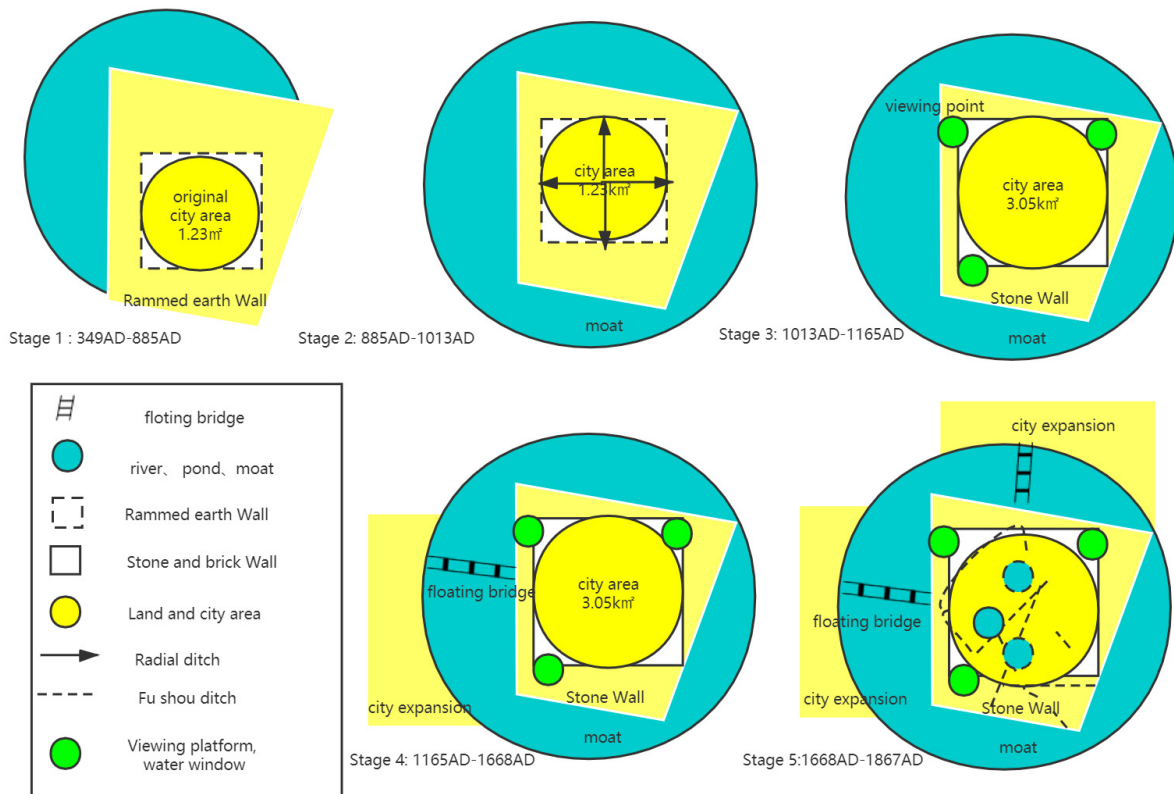 original
city area
1.23㎡
Rammed earth Wall
Stage 1 : 349AD-885AD
city area
1.23k㎡
moat
Stage 2: 885AD-1013AD
viewing point
city area
3.05k㎡
Stone Wall
moat
Stage 3: 1013AD-1165AD
floting bridge
river、 pond、moat
Rammed earth Wall
Stone and brick Wall
Land and city area
Radial ditch
Fu shou ditch
Viewing platform,
water window
city area
3.05k㎡
floating bridge
Stone Wall
city expansion
moat
Stage 4: 1165AD-1668AD
city expansion
floating bridge
city expansion
Stone Wall
moat
Stage 5:1668AD-1867AD